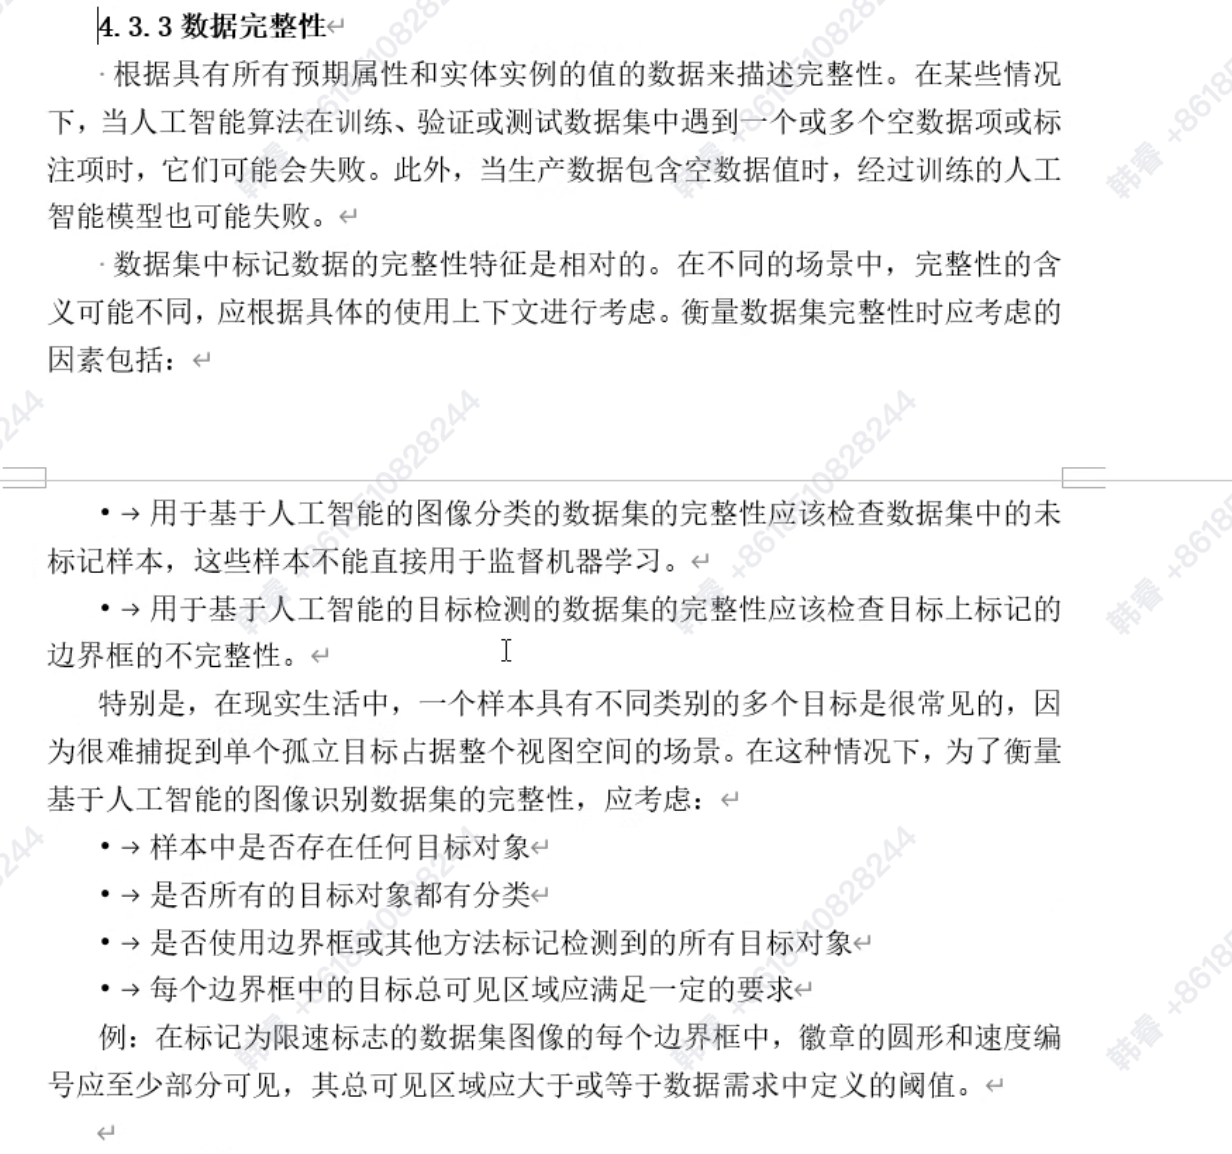 4.3.3 数据完整性↵
· 根据具有所有预期属性和实体实例的值的数据来描述完整性。在某些情况
下，当人工智能算法在训练、验证或测试数据集中遇到一个或多个空数据项或标
注项时，它们可能会失败。此外，当生产数据包含空数据值时，经过训练的人工
智能模型也可能失败。↵
· 数据集中标记数据的完整性特征是相对的。在不同的场景中，完整性的含
义可能不同，应根据具体的使用上下文进行考虑。衡量数据集完整性时应考虑的
因素包括：↵
• → 用于基于人工智能的图像分类的数据集的完整性应该检查数据集中的未
标记样本，这些样本不能直接用于监督机器学习。↵
• → 用于基于人工智能的目标检测的数据集的完整性应该检查目标上标记的
边界框的不完整性。↵
特别是，在现实生活中，一个样本具有不同类别的多个目标是很常见的，因
为很难捕捉到单个孤立目标占据整个视图空间的场景。在这种情况下，为了衡量
基于人工智能的图像识别数据集的完整性，应考虑：↵
• → 样本中是否存在任何目标对象↵
• → 是否所有的目标对象都有分类↵
• → 是否使用边界框或其他方法标记检测到的所有目标对象↵
• → 每个边界框中的目标总可见区域应满足一定的要求↵
例：在标记为限速标志的数据集图像的每个边界框中，徽章的圆形和速度编
号应至少部分可见，其总可见区域应大于或等于数据需求中定义的阈值。↵
↵
韩睿 +8618510828244